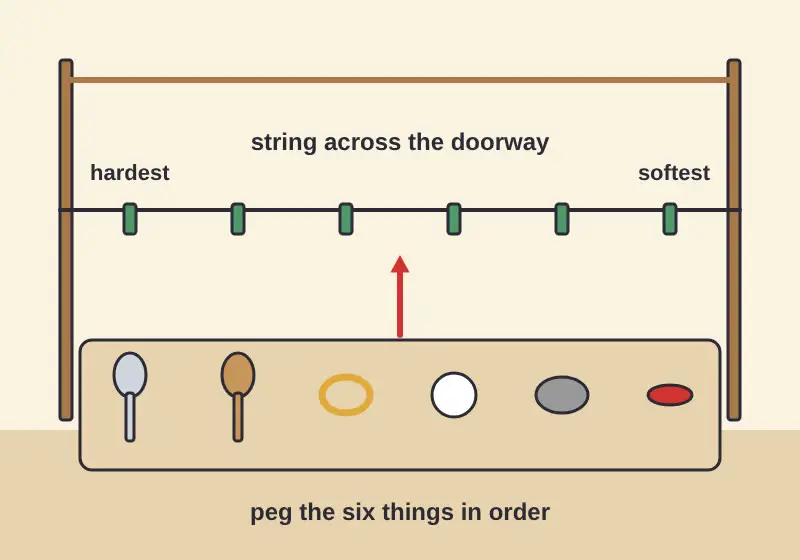 string across the doorway
hardest
softest
peg the six things in order